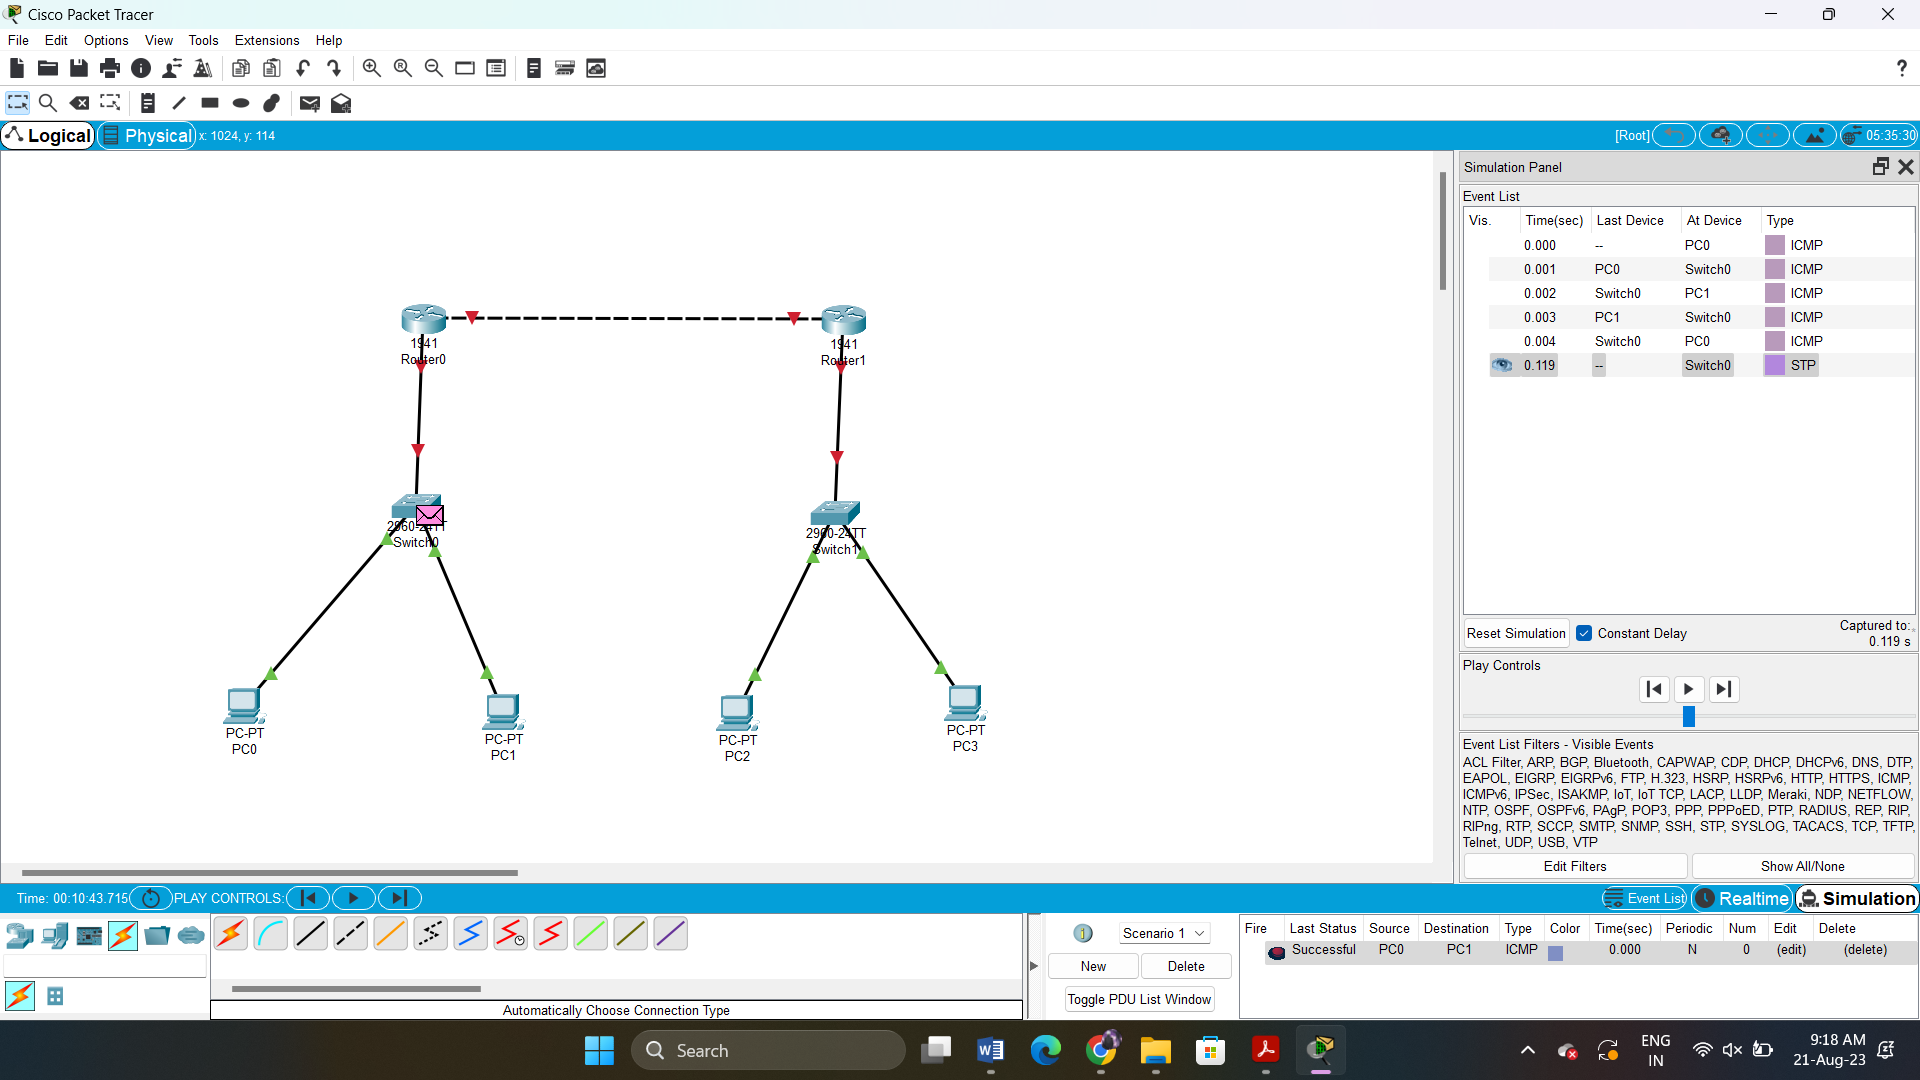 Cisco Packet Tracer
File Edit Options View Tools Extensions Help
Logical Physical x: 1024, y: 114
[Root] 05:35:30
1941
Router0
1941
Router1
2960-24TT
Switch0
2960-24TT
Switch1
PC-PT
PC0
PC-PT
PC1
PC-PT
PC2
PC-PT
PC3
Simulation Panel
Event List
Vis. Time(sec) Last Device At Device Type
0.000 -- PC0 ICMP
0.001 PC0 Switch0 ICMP
0.002 Switch0 PC1 ICMP
0.003 PC1 Switch0 ICMP
0.004 Switch0 PC0 ICMP
0.119 -- Switch0 STP
Reset Simulation Constant Delay Captured to:
0.119 s
Play Controls
Event List Filters - Visible Events
ACL Filter, ARP, BGP, Bluetooth, CAPWAP, CDP, DHCP, DHCPv6, DNS, DTP,
EAPOL, EIGRP, EIGRPv6, FTP, H.323, HSRP, HSRPv6, HTTP, HTTPS, ICMP,
ICMPv6, IPSec, ISAKMP, IoT, IoT TCP, LACP, LLDP, Meraki, NDP, NETFLOW,
NTP, OSPF, OSPFv6, PAgP, POP3, PPP, PPPoED, PTP, RADIUS, REP, RIP,
RIPng, RTP, SCCP, SMTP, SNMP, SSH, STP, SYSLOG, TACACS, TCP, TFTP,
Telnet, UDP, USB, VTP
Edit Filters Show All/None
Time: 00:10:43.715 PLAY CONTROLS:
Event List Realtime Simulation
Automatically Choose Connection Type
Scenario 1
New Delete
Toggle PDU List Window
Fire Last Status Source Destination Type Color Time(sec) Periodic Num Edit Delete
Successful PC0 PC1 ICMP 0.000 N 0 (edit) (delete)
Search
ENG
IN
9:18 AM
21-Aug-23